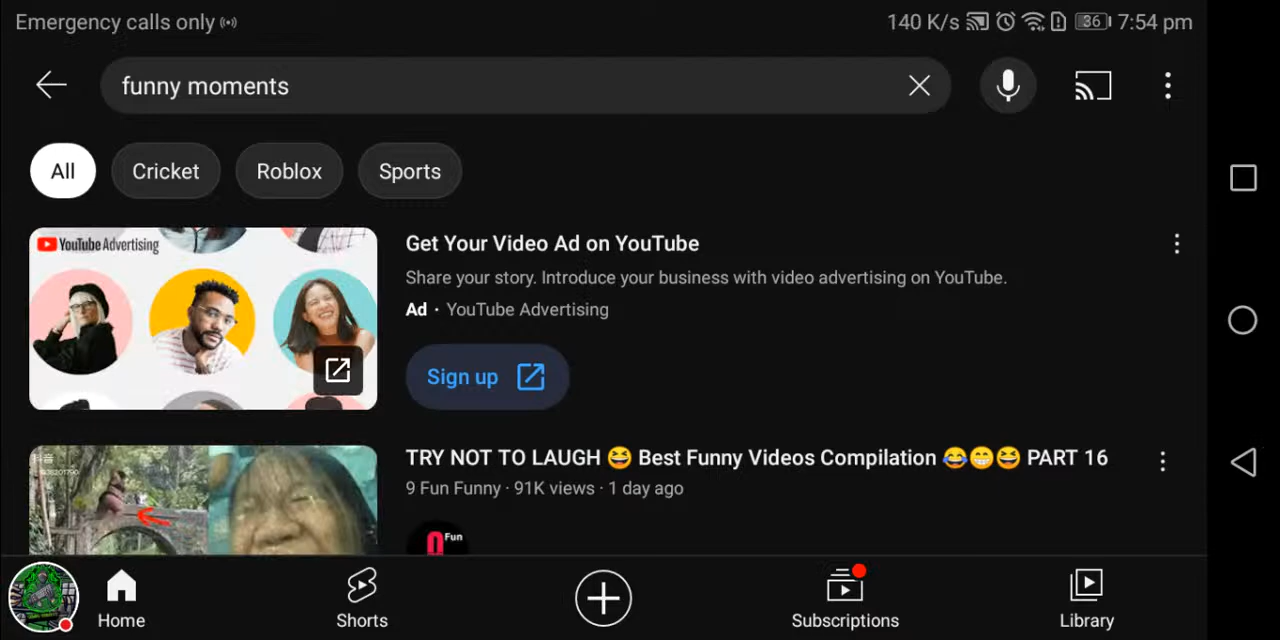 Emergency calls only
140 K/s 36 7:54 pm
funny moments
All Cricket Roblox Sports
YouTube Advertising
Get Your Video Ad on YouTube
Share your story. Introduce your business with video advertising on YouTube.
Ad · YouTube Advertising
Sign up
TRY NOT TO LAUGH 😆 Best Funny Videos Compilation 😂😁😆 PART 16
9 Fun Funny · 91K views · 1 day ago
Fun
Home Shorts Subscriptions Library